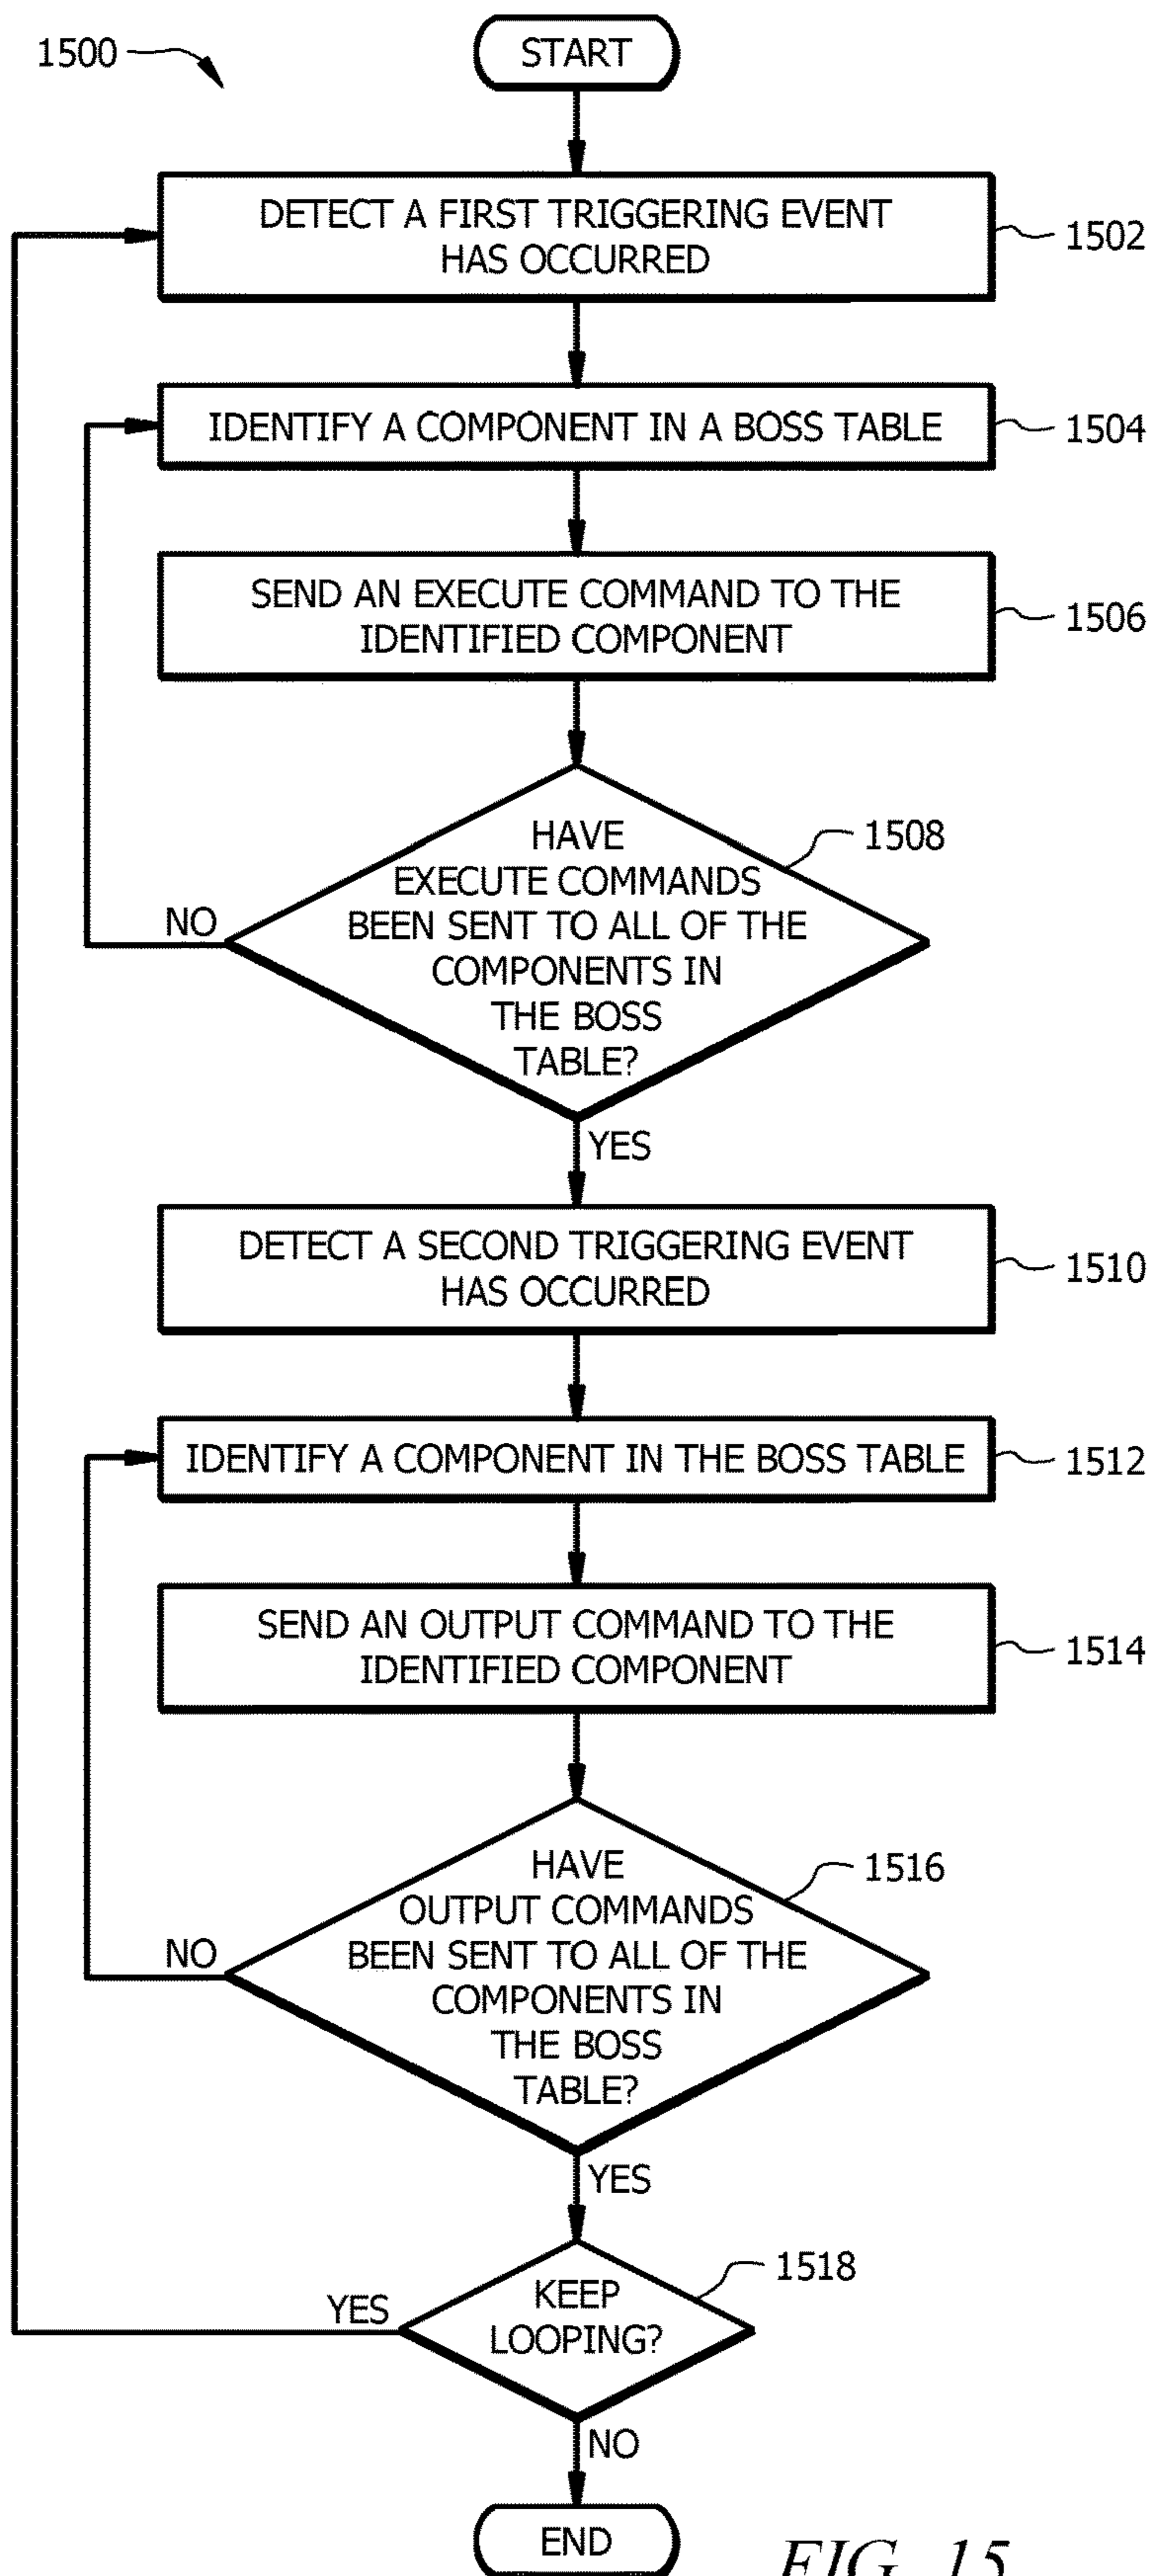 1500
START
DETECT A FIRST TRIGGERING EVENT
HAS OCCURRED
1502
IDENTIFY A COMPONENT IN A BOSS TABLE
1504
SEND AN EXECUTE COMMAND TO THE
IDENTIFIED COMPONENT
1506
HAVE
EXECUTE COMMANDS
BEEN SENT TO ALL OF THE
COMPONENTS IN
THE BOSS
TABLE?
1508
NO
YES
DETECT A SECOND TRIGGERING EVENT
HAS OCCURRED
1510
IDENTIFY A COMPONENT IN THE BOSS TABLE
1512
SEND AN OUTPUT COMMAND TO THE
IDENTIFIED COMPONENT
1514
HAVE
OUTPUT COMMANDS
BEEN SENT TO ALL OF THE
COMPONENTS IN
THE BOSS
TABLE?
1516
NO
YES
KEEP
LOOPING?
1518
YES
NO
END
FIG. 15